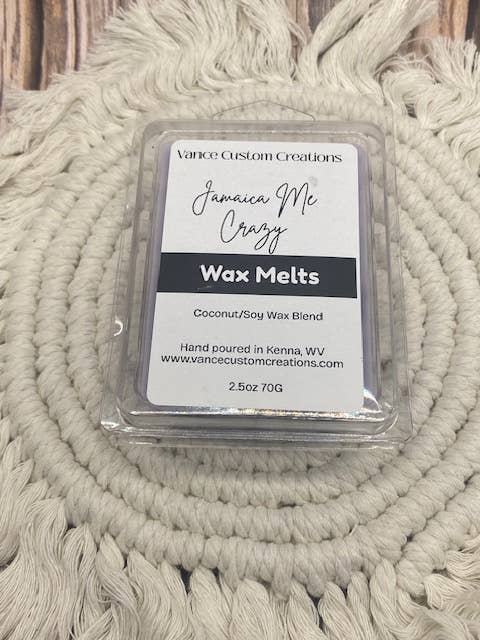 Vance Custom Creations
Jamaica Me
Crazy
Wax Melts
Coconut/Soy Wax Blend
Hand poured in Kenna, WV
www.vancecustomcreations.com
2.5oz 70G